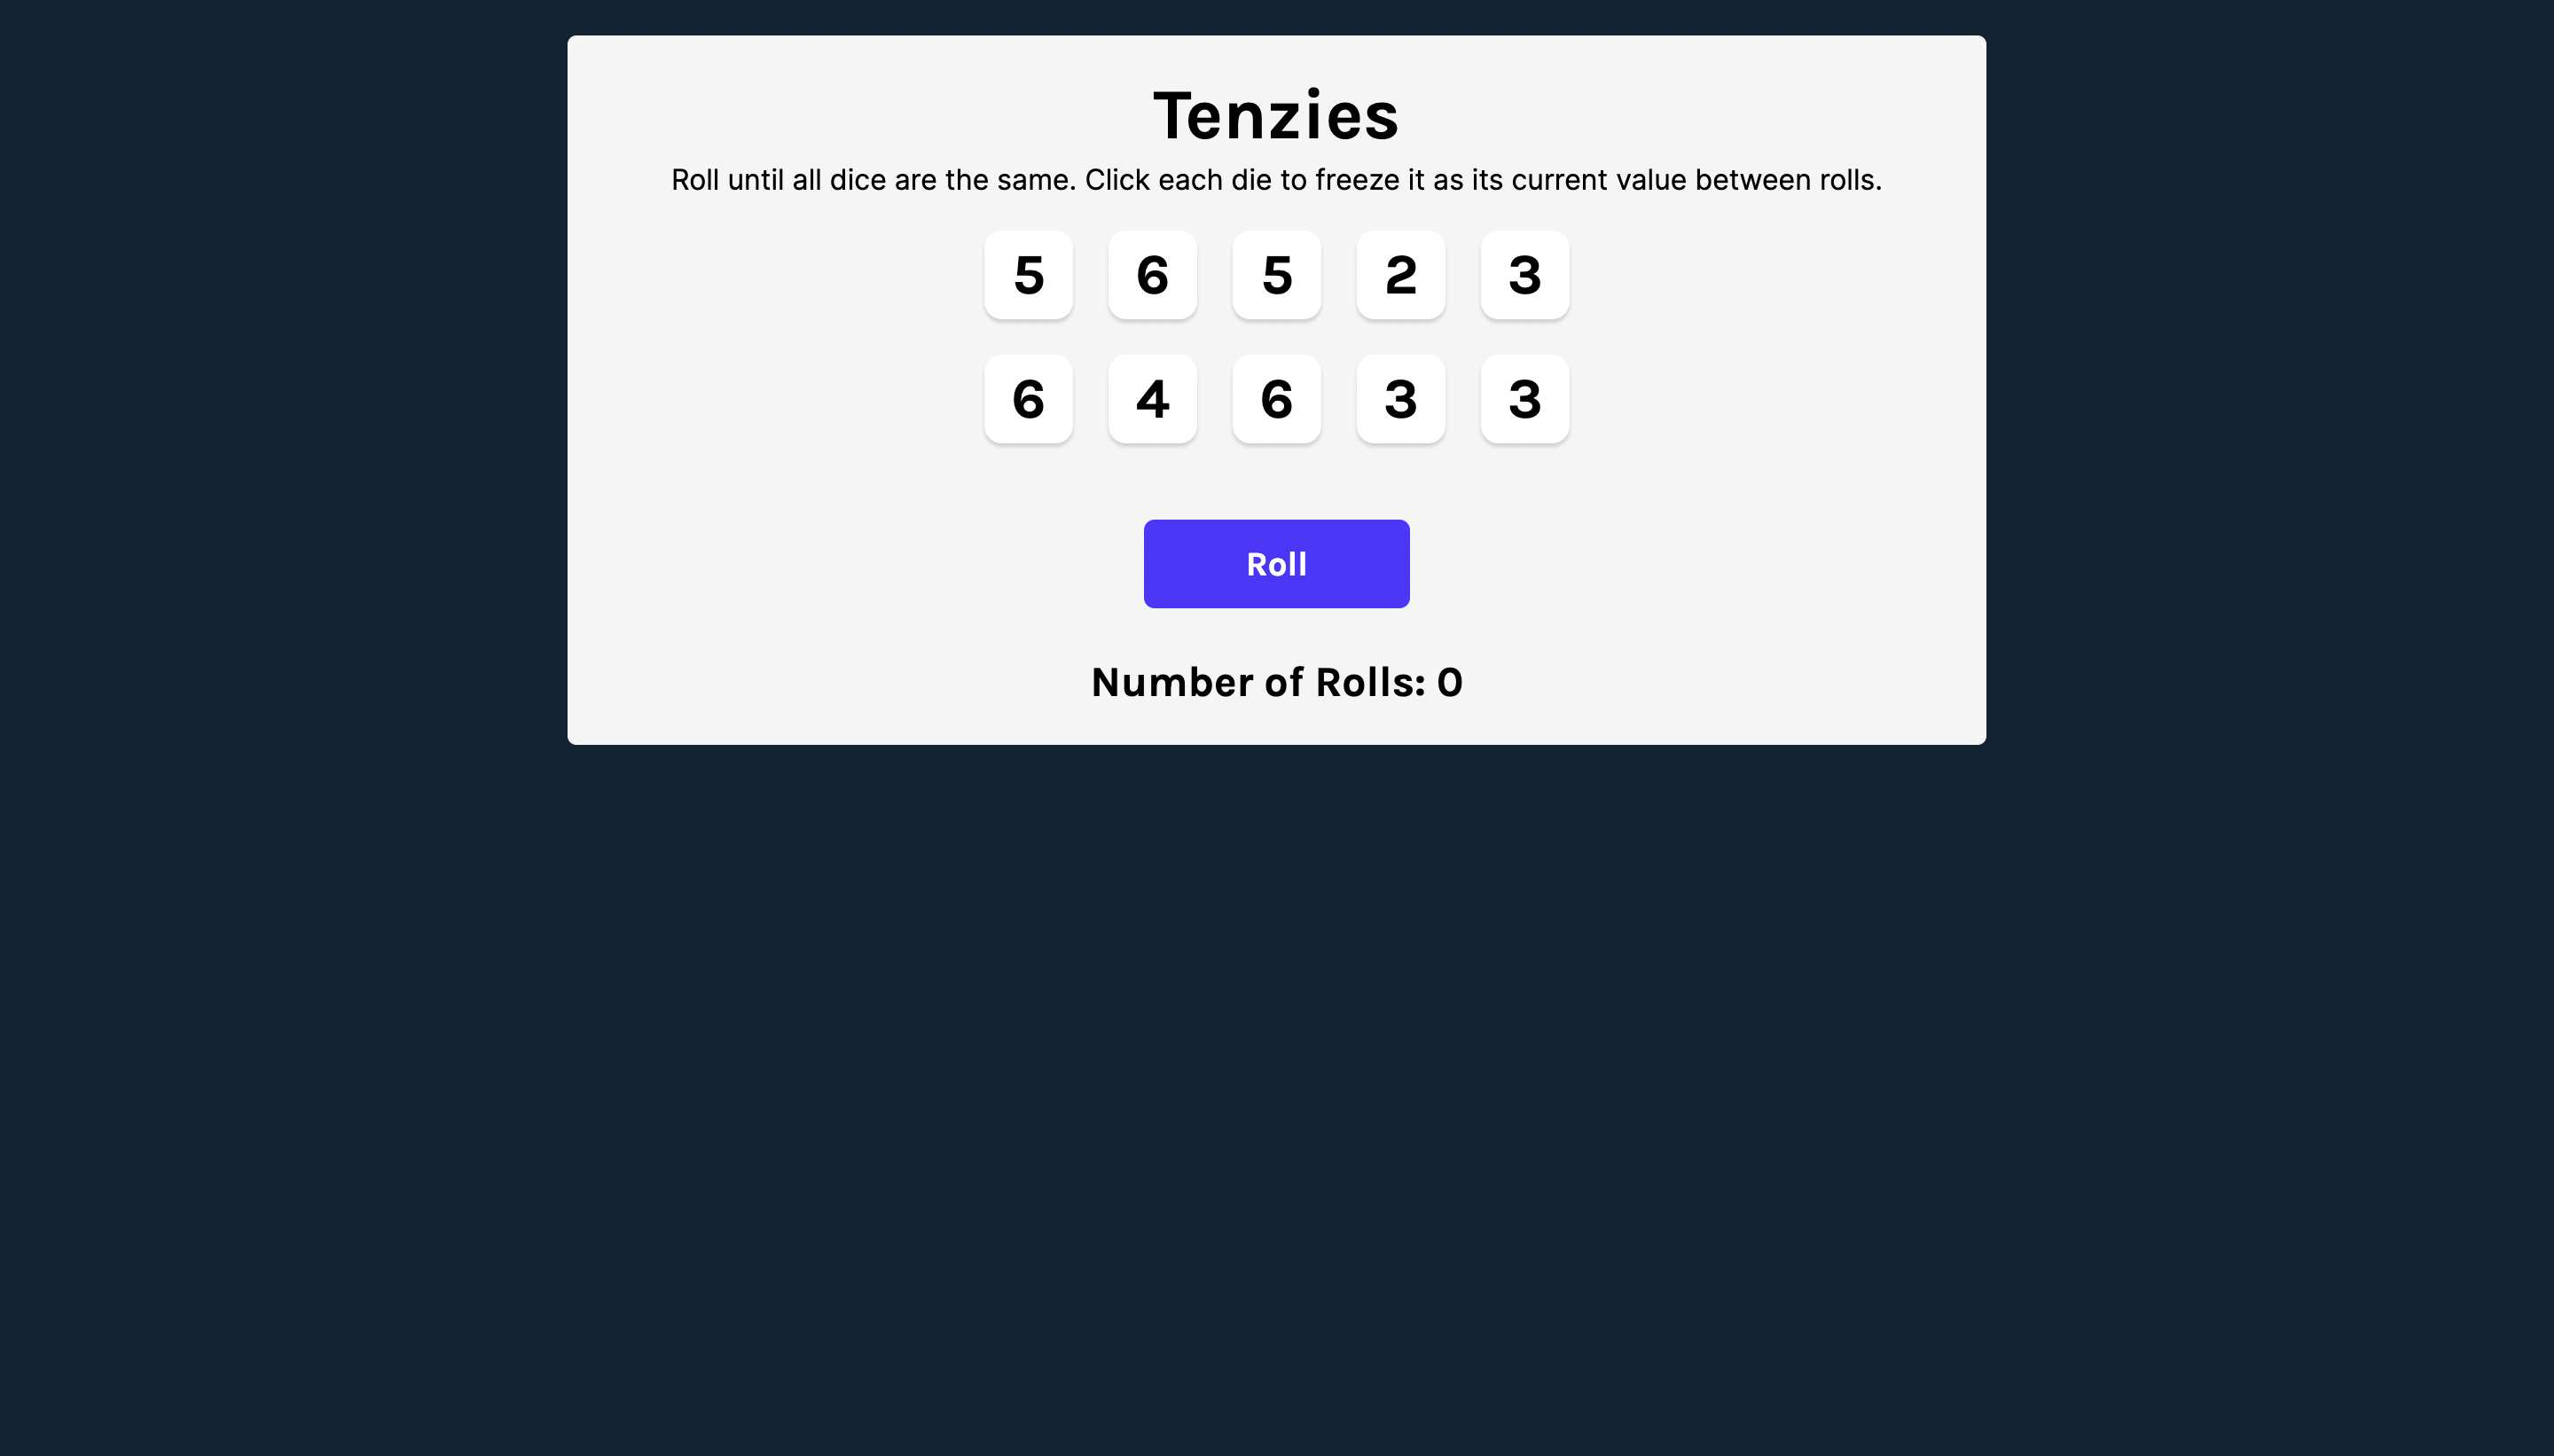 Tenzies
Roll until all dice are the same. Click each die to freeze it as its current value between rolls.
5 6 5 2 3
6 4 6 3 3
Roll
Number of Rolls: 0